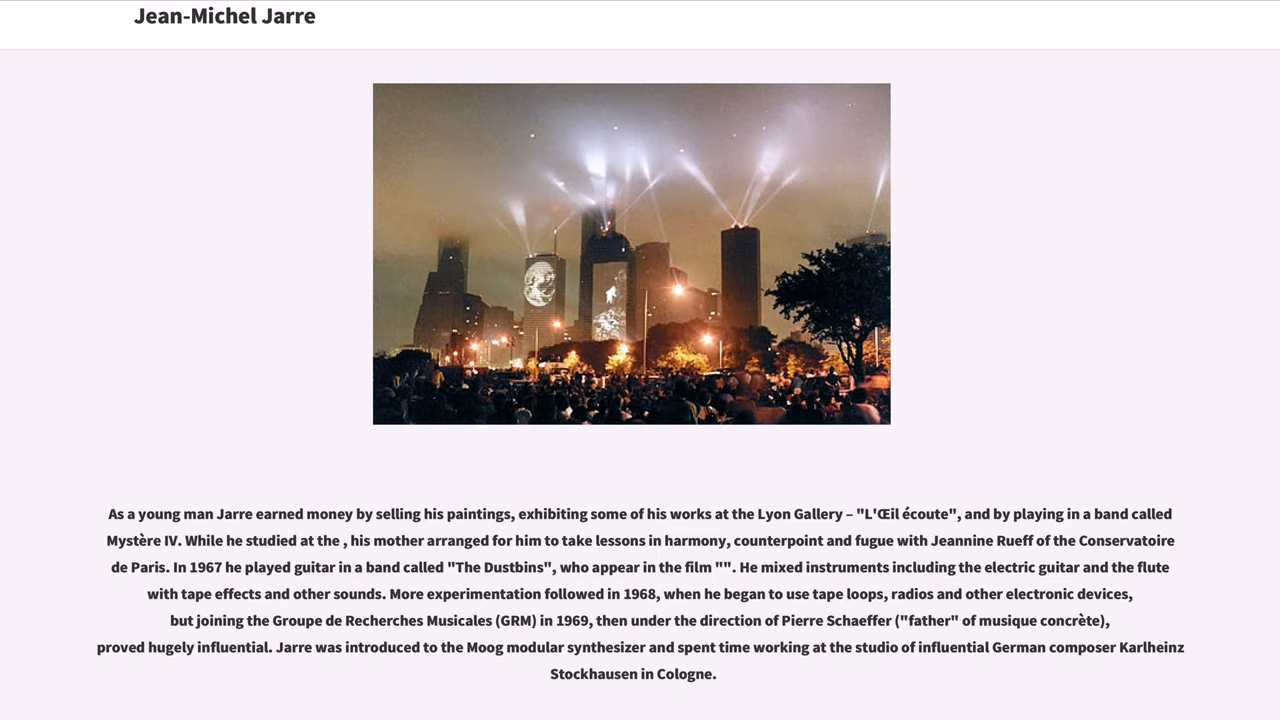 Jean-Michel Jarre
As a young man Jarre earned money by selling his paintings, exhibiting some of his works at the Lyon Gallery – "L'Œil écoute", and by playing in a band called
Mystère IV. While he studied at the , his mother arranged for him to take lessons in harmony, counterpoint and fugue with Jeannine Rueff of the Conservatoire
de Paris. In 1967 he played guitar in a band called "The Dustbins", who appear in the film "". He mixed instruments including the electric guitar and the flute
with tape effects and other sounds. More experimentation followed in 1968, when he began to use tape loops, radios and other electronic devices,
but joining the Groupe de Recherches Musicales (GRM) in 1969, then under the direction of Pierre Schaeffer ("father" of musique concrète),
proved hugely influential. Jarre was introduced to the Moog modular synthesizer and spent time working at the studio of influential German composer Karlheinz
Stockhausen in Cologne.